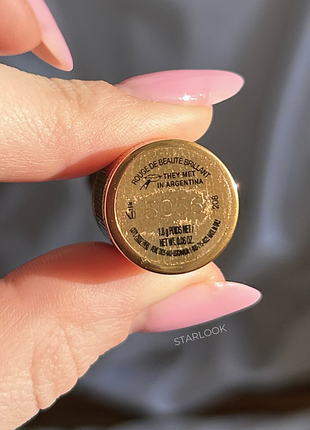 ROUGE DE BEAUTÉ BRILLANT
THEY MET
IN ARGENTINA
208
5056
1.8 g POIDS NET
NET WT. 0.06 OZ.
STARLOOK